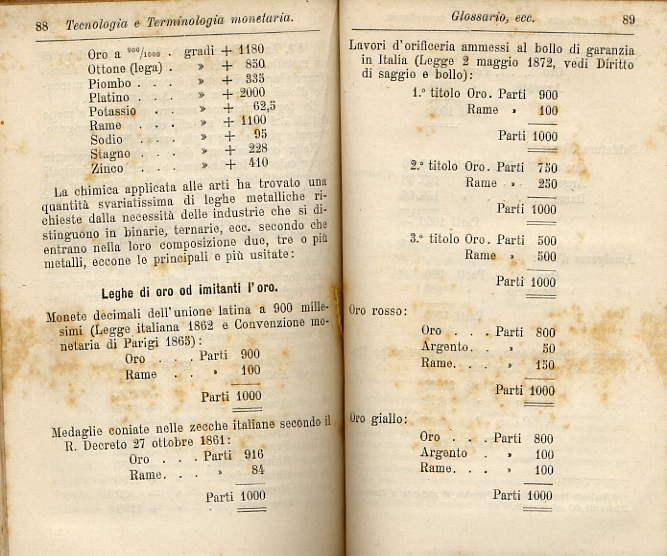 88 Tecnologia e Terminologia monetaria.
Oro a 900/1000 . gradi + 1180
Ottone (lega) . » + 850
Piombo . . . » + 335
Platino . . . » + 2000
Potassio . . » + 62,5
Rame . . . » + 1100
Sodio . . . » + 95
Stagno . . . » + 228
Zinco . . . » + 410
La chimica applicata alle arti ha trovato una
quantità svariatissima di leghe metalliche ri-
chieste dalla necessità delle industrie che si di-
stinguono in binarie, ternarie, ecc. secondo che
entrano nella loro composizione due, tre o più
metalli, eccone le principali e più usitate:
Leghe di oro od imitanti l'oro.
Monete decimali dell'unione latina a 900 mille-
simi (Legge italiana 1862 e Convenzione mo-
netaria di Parigi 1865):
Oro . . . Parti 900
Rame . . » 100
Parti 1000
Medaglie coniate nelle zecche italiane secondo il
R. Decreto 27 ottobre 1861:
Oro . . . Parti 916
Rame. . . » 84
Parti 1000
Glossario, ecc. 89
Lavori d'orificeria ammessi al bollo di garanzia
in Italia (Legge 2 maggio 1872, vedi Diritto
di saggio e bollo):
1.º titolo Oro. Parti 900
Rame » 100
Parti 1000
2.º titolo Oro. Parti 750
Rame » 250
Parti 1000
3.º titolo Oro. Parti 500
Rame » 500
Parti 1000
Oro rosso:
Oro . . . Parti 800
Argento. . » 50
Rame. . . » 150
Parti 1000
Oro giallo:
Oro . . . Parti 800
Argento . » 100
Rame. . . » 100
Parti 1000